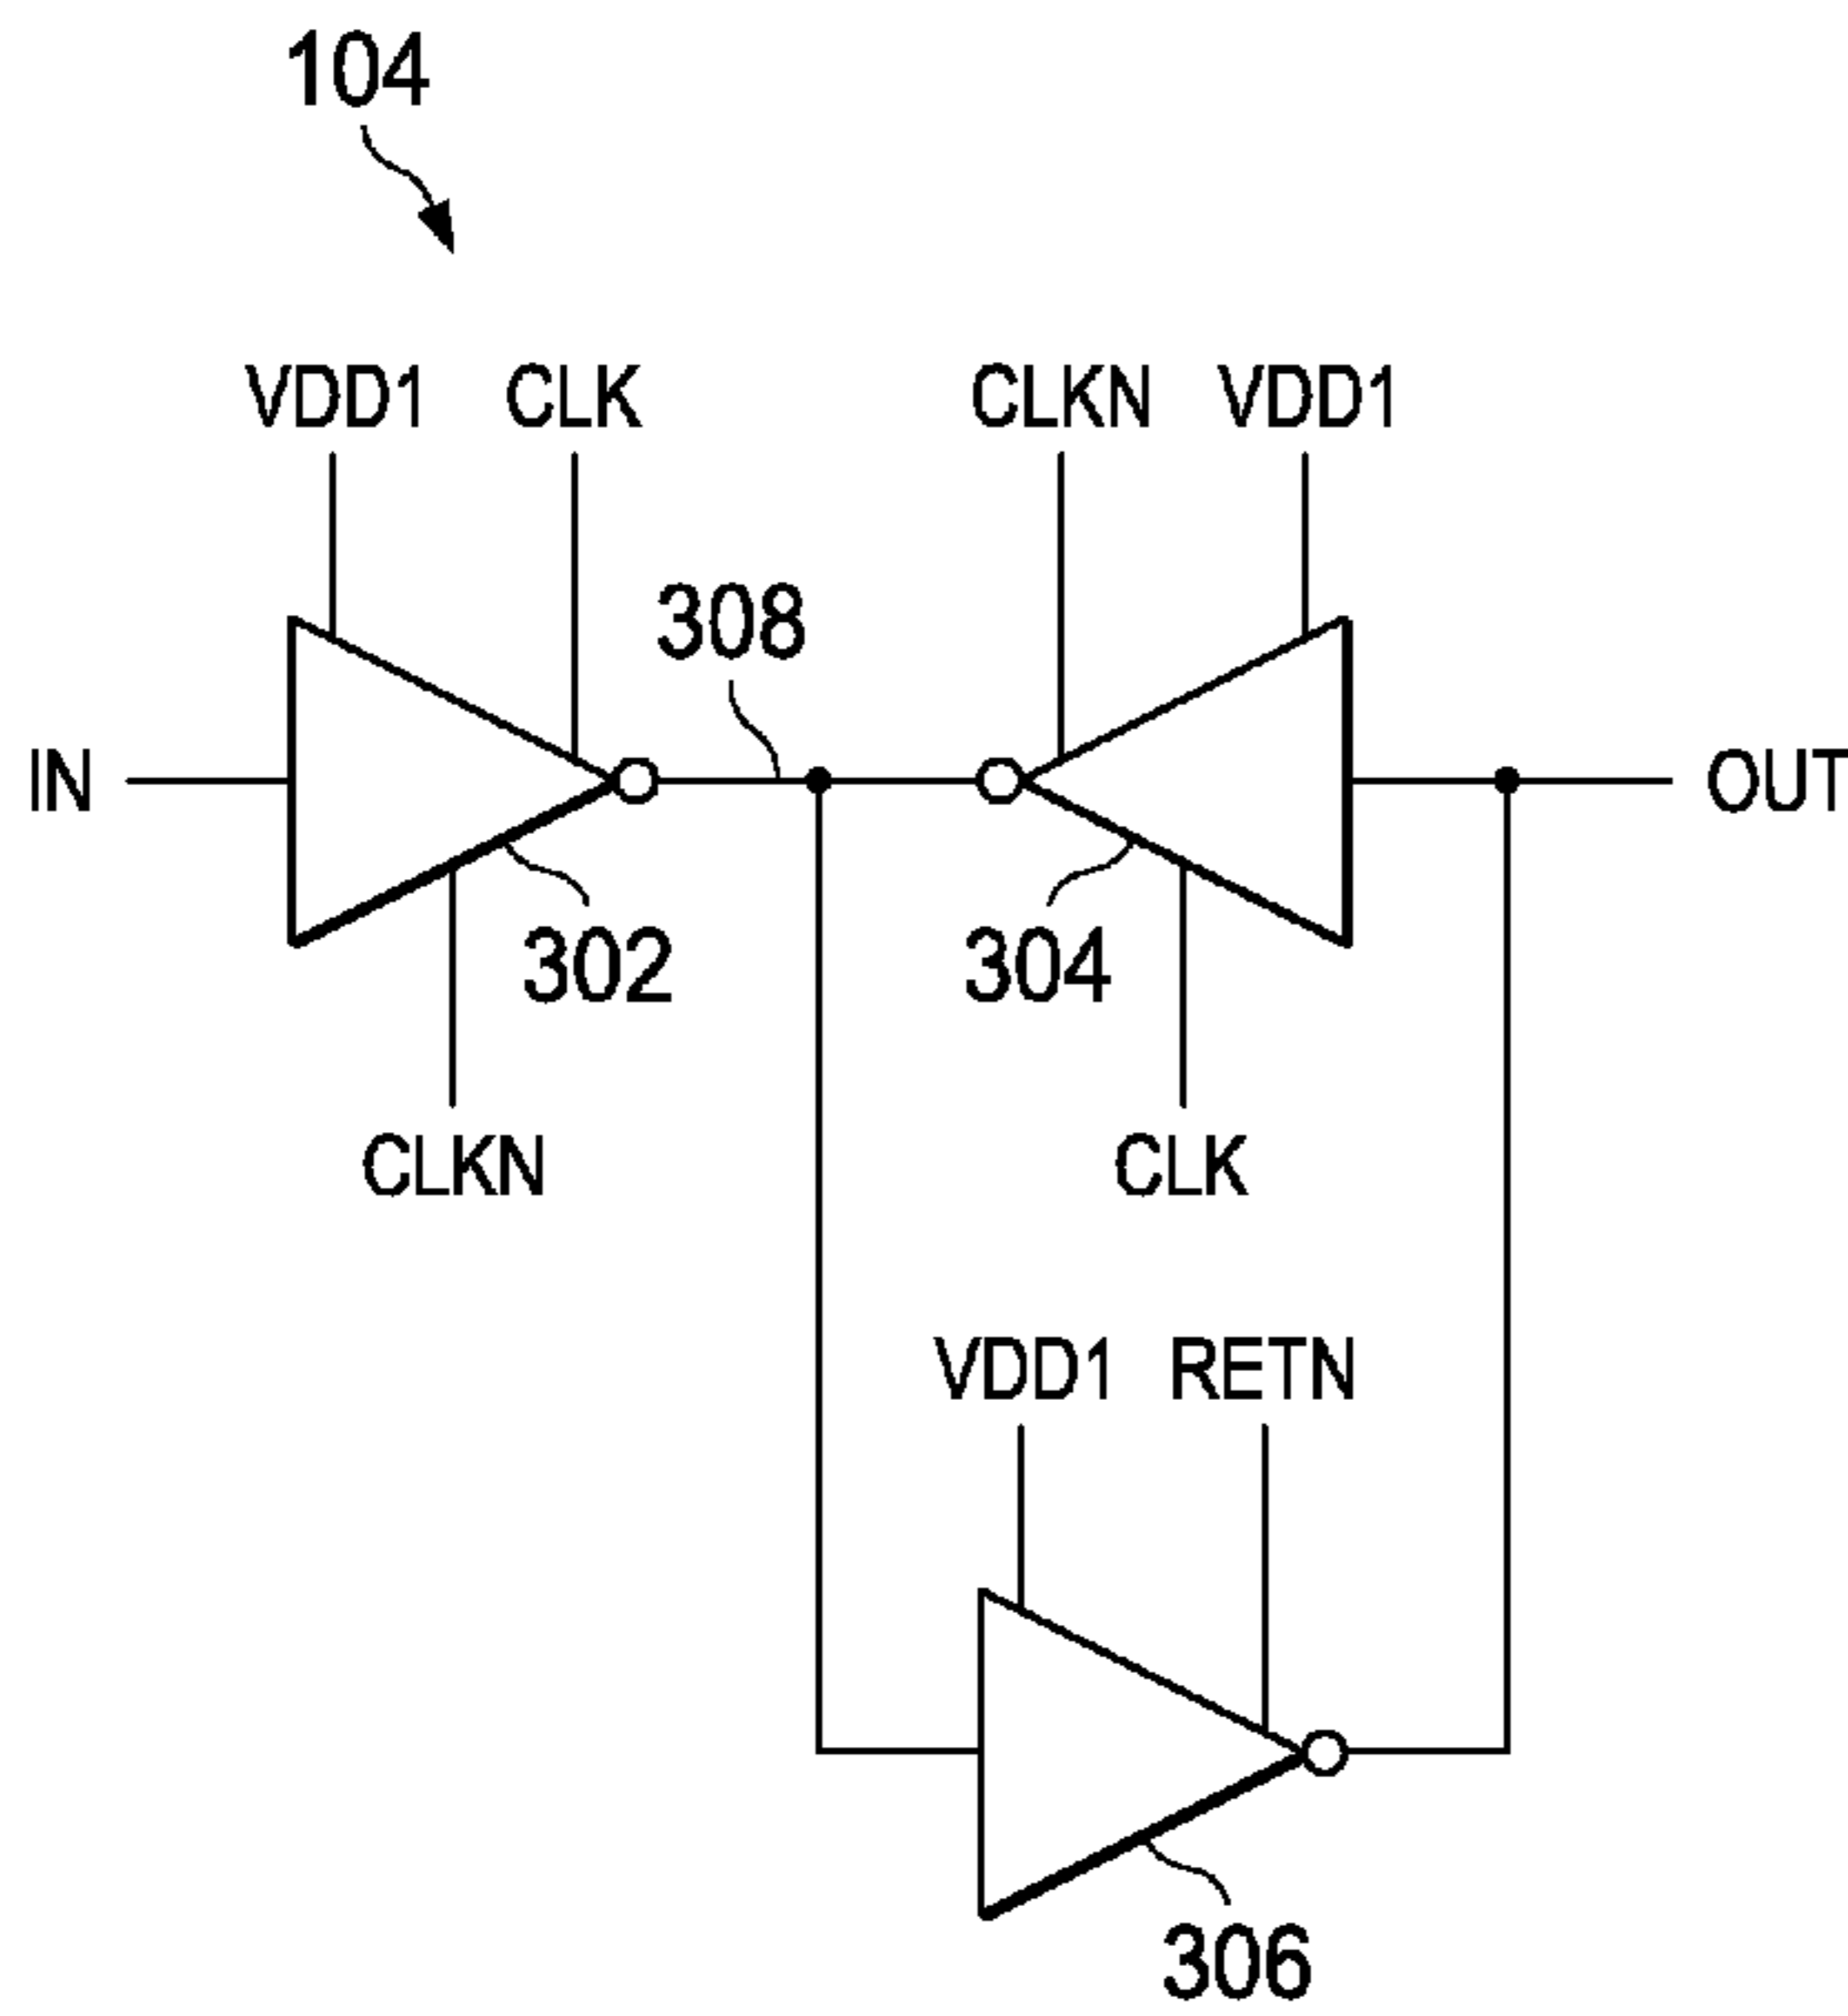 104
VDD1 CLK CLKN VDD1
308
IN OUT
302 304
CLKN CLK
VDD1 RETN
306